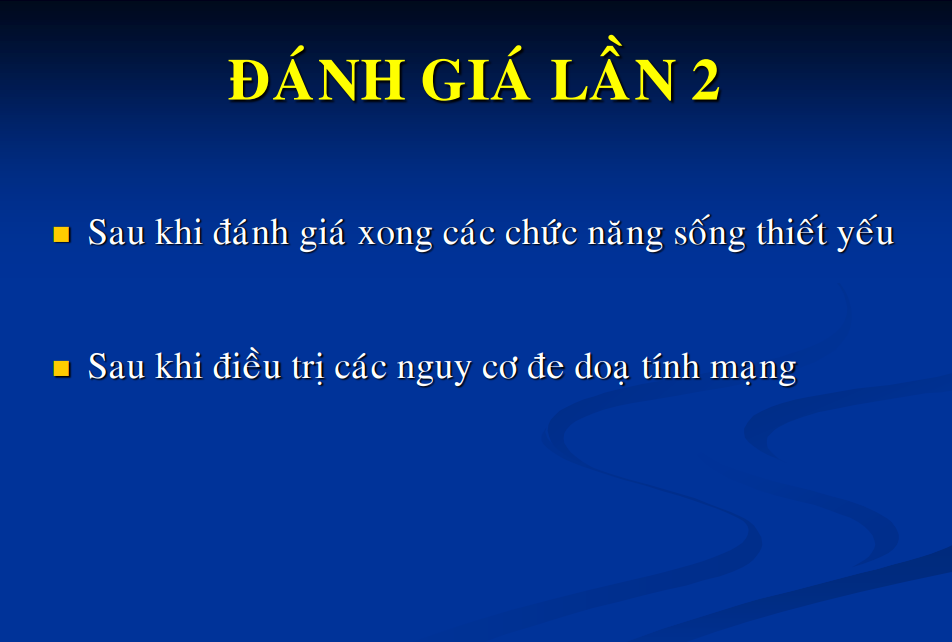 ĐÁNH GIÁ LẦN 2
Sau khi đánh giá xong các chức năng sống thiết yếu
Sau khi điều trị các nguy cơ đe doạ tính mạng